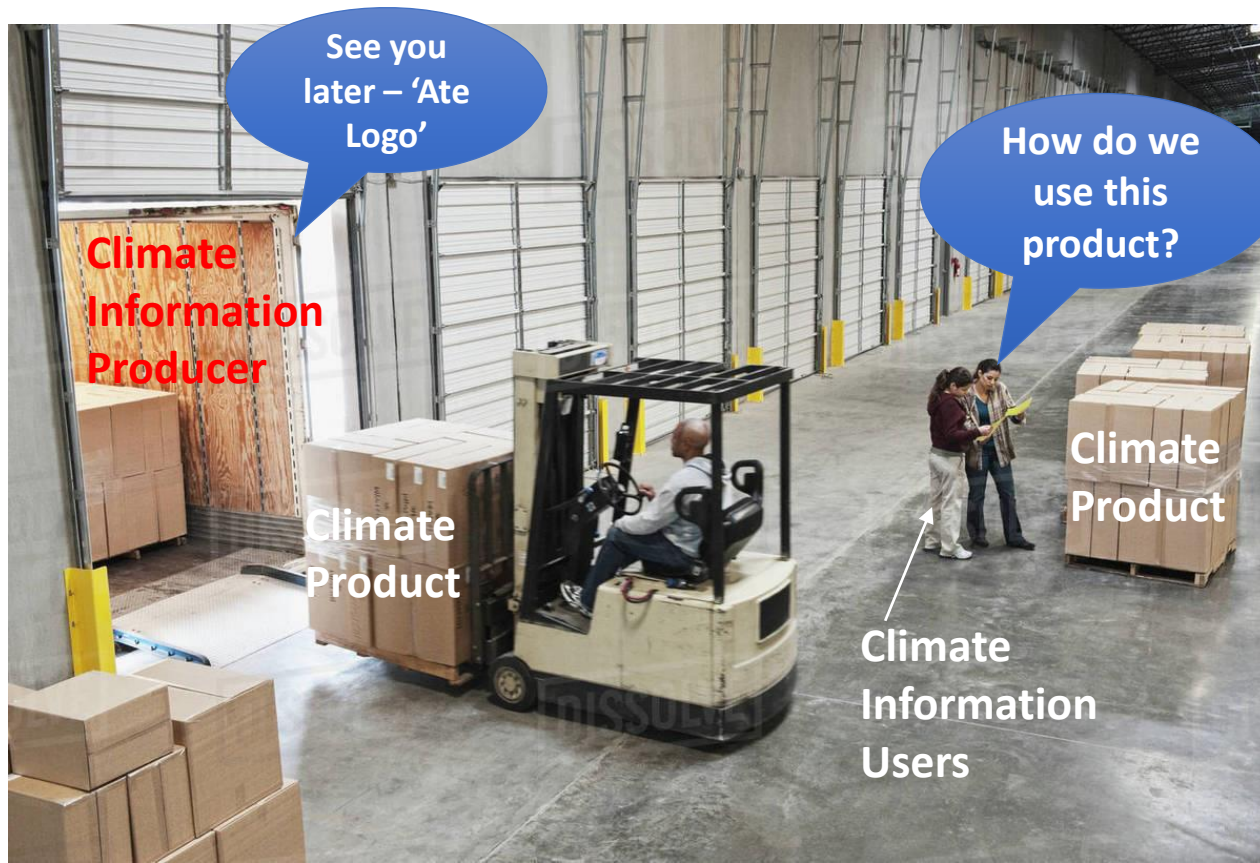 See you
later – ‘Ate
Logo’
How do we
use this
product?
Climate
Information
Producer
Climate
Product
Climate
Product
Climate
Information
Users
DISSOLVE